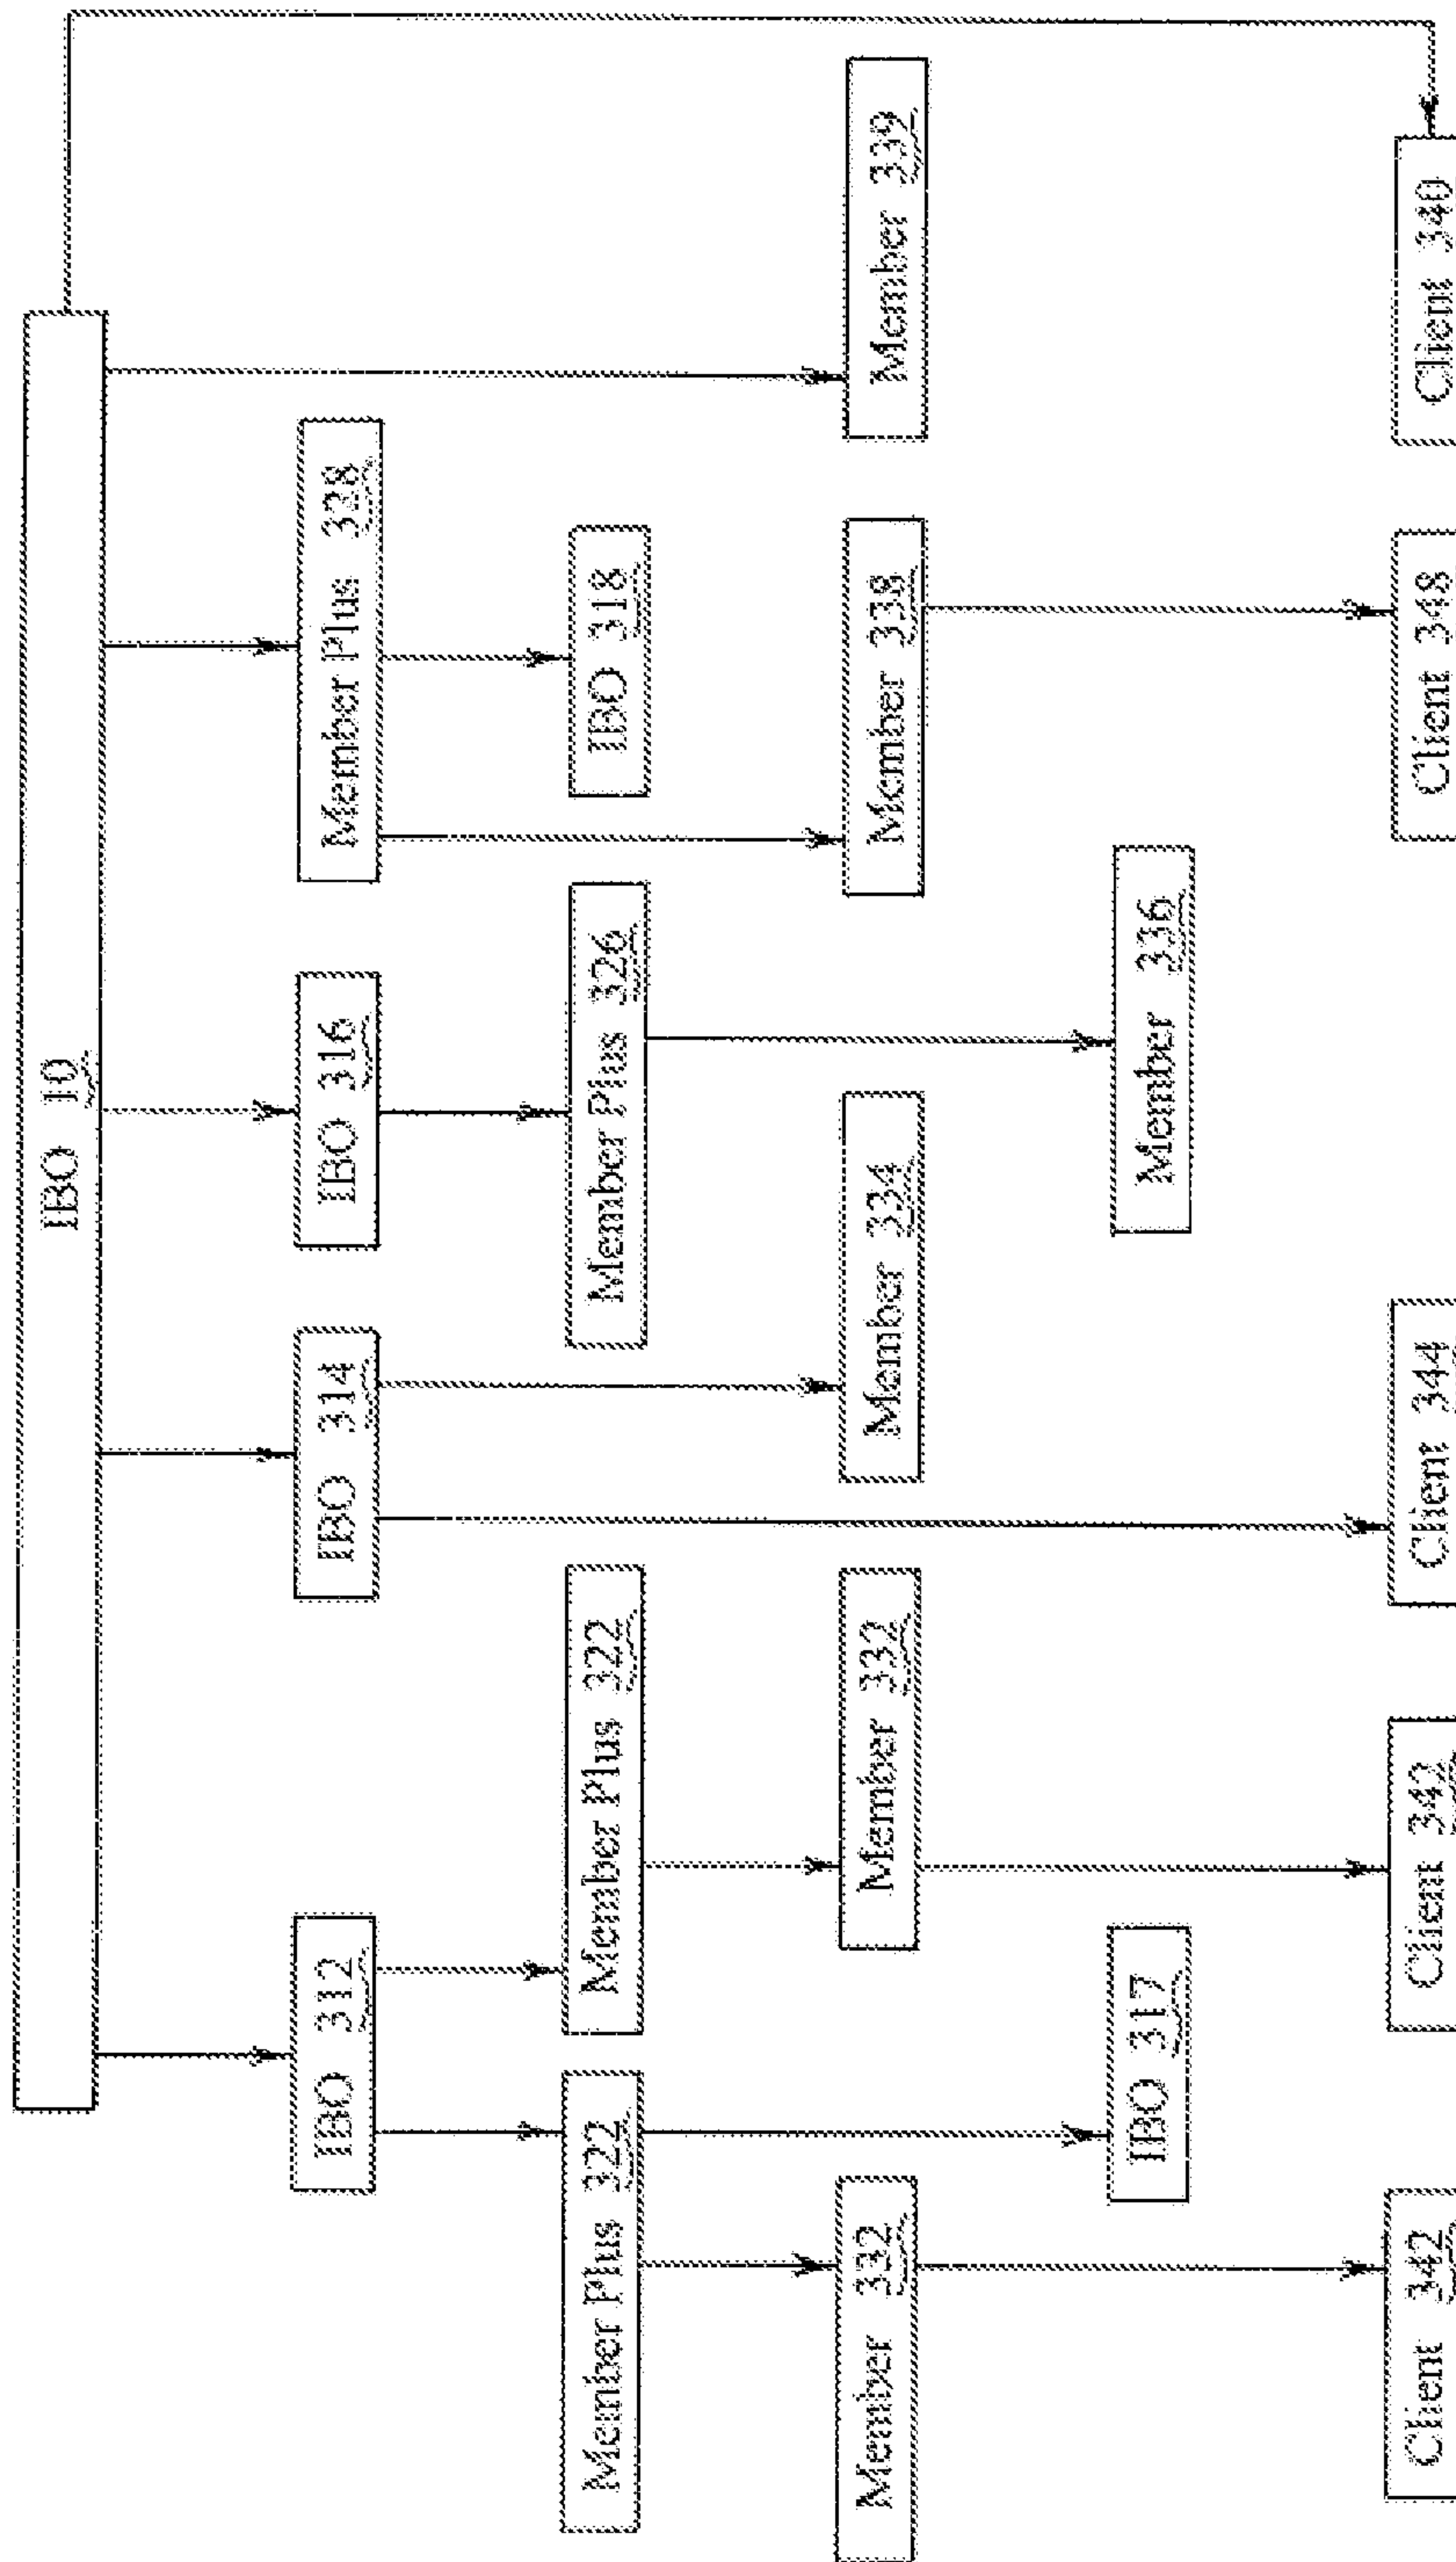 IBO 10
IBO 312
IBO 314
IBO 316
Member Plus 328
Member Plus 322
Member Plus 322
Member Plus 326
IBO 318
Member 332
Member 332
Member 334
Member 338
Member 339
IBO 317
Member 336
Client 342
Client 342
Client 344
Client 348
Client 340